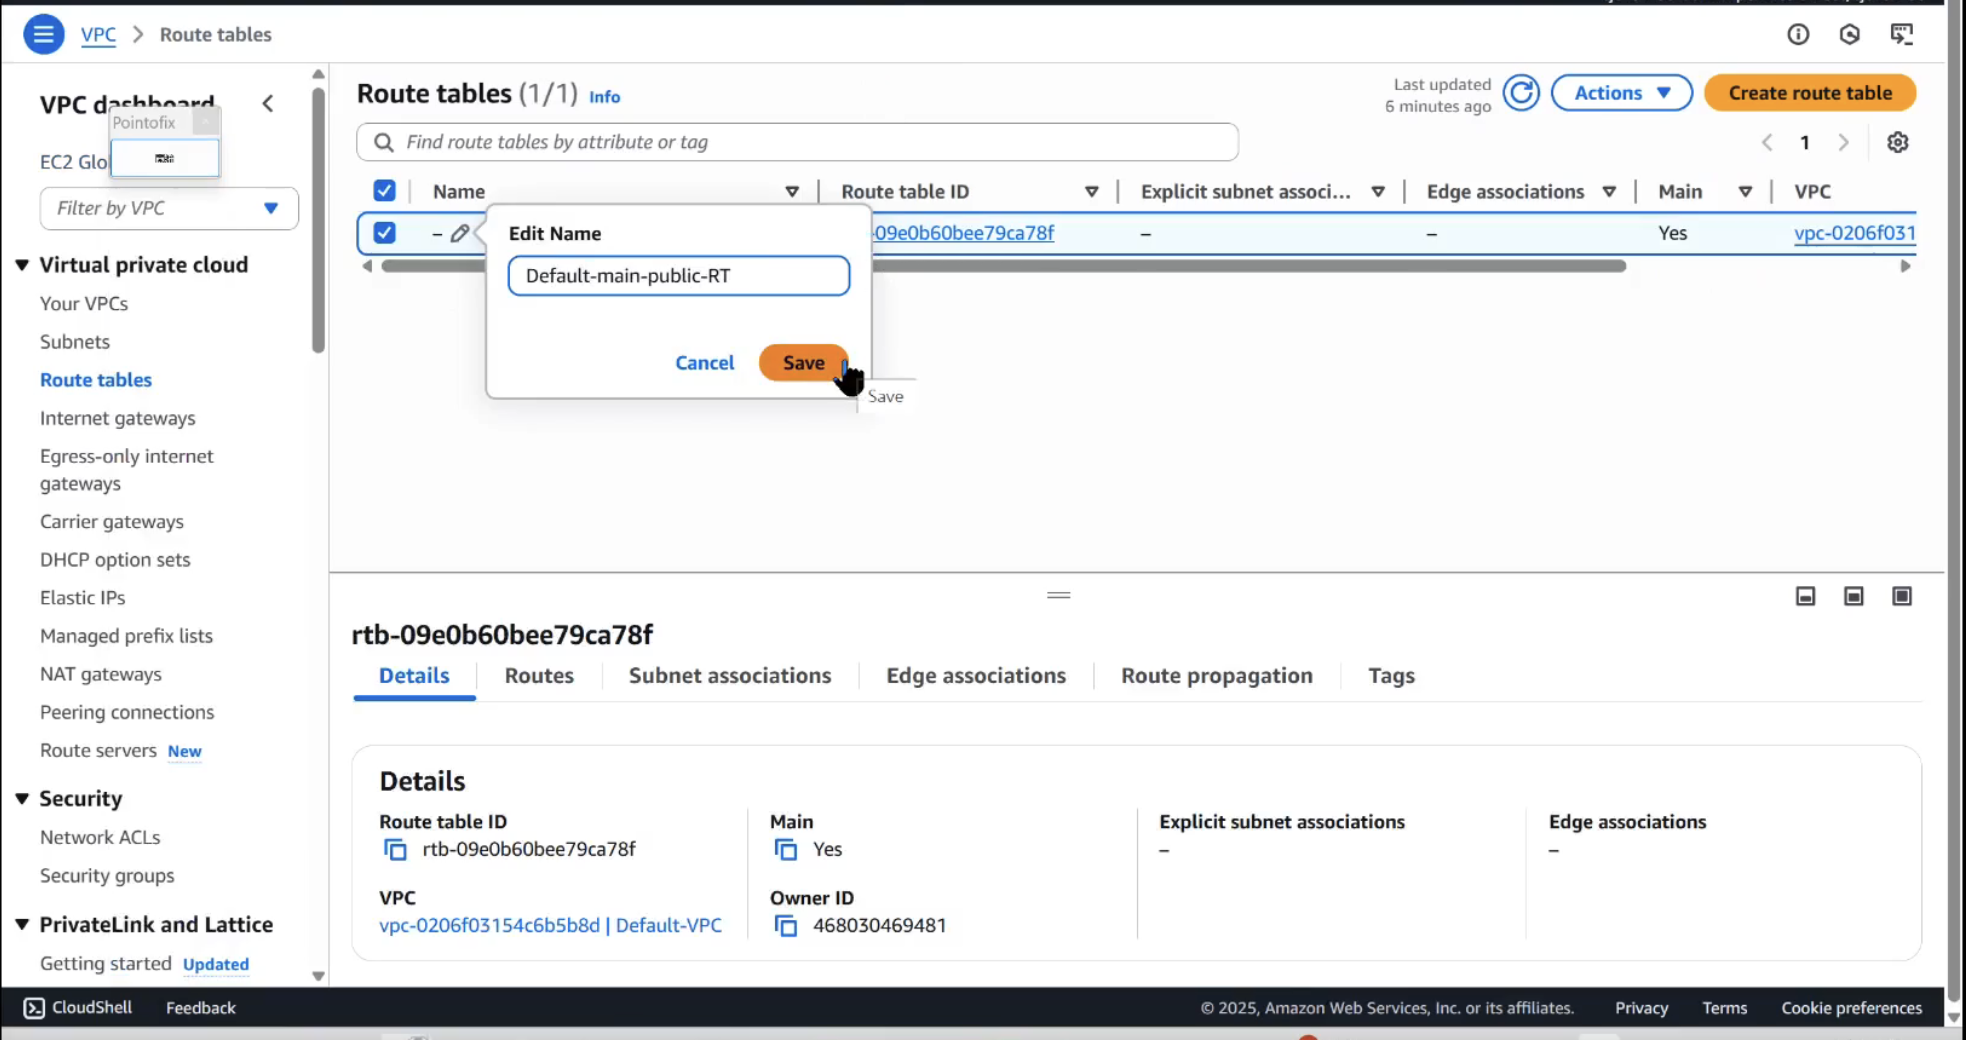 VPC > Route tables
VPC dashboard
Pointofix
EC2 Glo
Filter by VPC
Virtual private cloud
Your VPCs
Subnets
Route tables
Internet gateways
Egress-only internet
gateways
Carrier gateways
DHCP option sets
Elastic IPs
Managed prefix lists
NAT gateways
Peering connections
Route servers New
Security
Network ACLs
Security groups
PrivateLink and Lattice
Getting started Updated
Route tables (1/1) Info
Last updated
6 minutes ago
Actions
Create route table
Find route tables by attribute or tag
1
Name Route table ID Explicit subnet associ... Edge associations Main VPC
– -09e0b60bee79ca78f – – Yes vpc-0206f031
Edit Name
Default-main-public-RT
Cancel Save
Save
rtb-09e0b60bee79ca78f
Details Routes Subnet associations Edge associations Route propagation Tags
Details
Route table ID
rtb-09e0b60bee79ca78f
Main
Yes
Explicit subnet associations
–
Edge associations
–
VPC
vpc-0206f03154c6b5b8d | Default-VPC
Owner ID
468030469481
CloudShell Feedback © 2025, Amazon Web Services, Inc. or its affiliates. Privacy Terms Cookie preferences